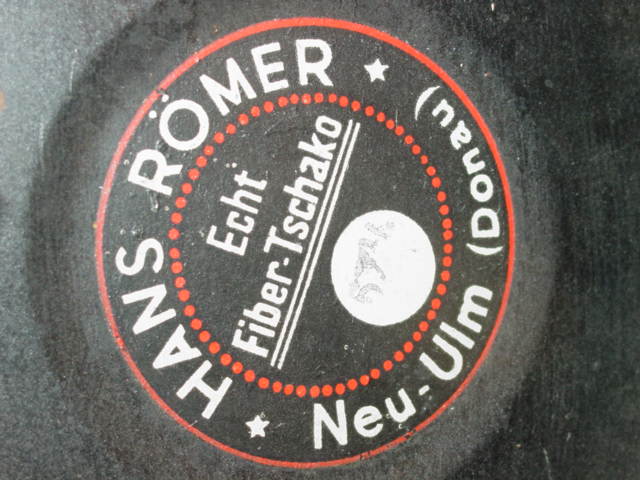 HANS RÖMER
Echt
Fiber-Tschako
Neu-Ulm (Donau)